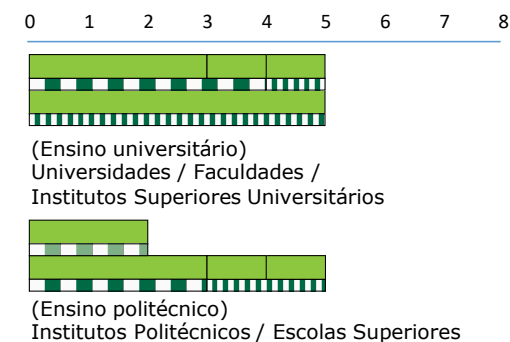 0 1 2 3 4 5 6 7 8
(Ensino universitário)
Universidades / Faculdades /
Institutos Superiores Universitários
(Ensino politécnico)
Institutos Politécnicos / Escolas Superiores